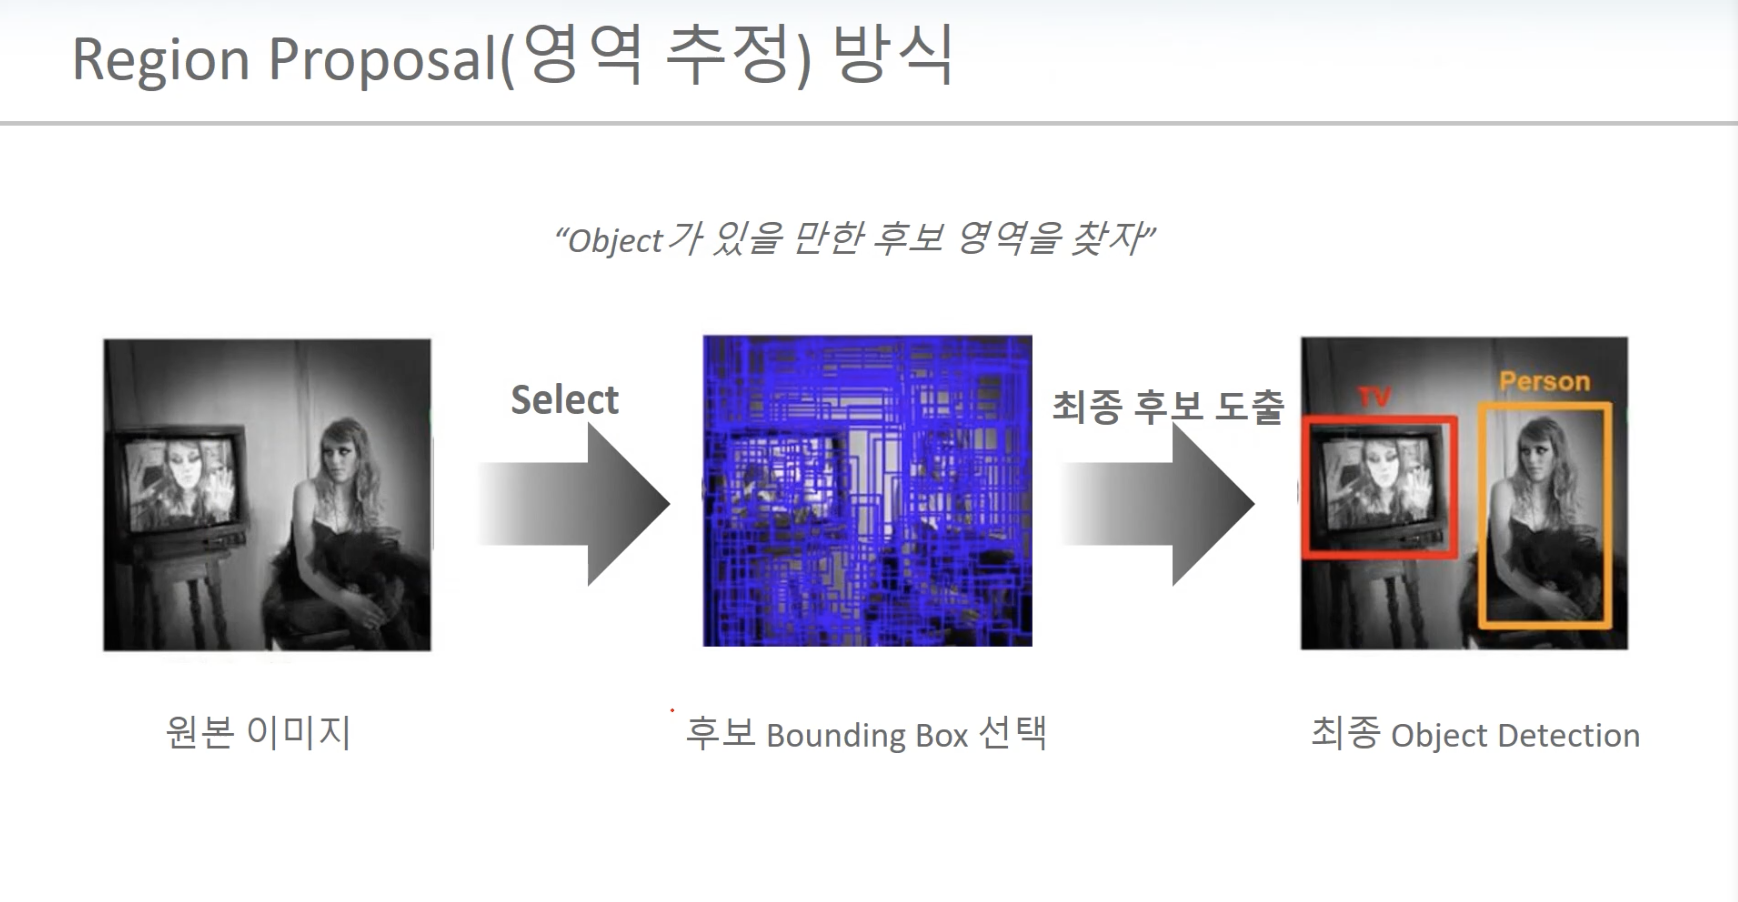 Region Proposal(영역 추정) 방식
“Object가 있을 만한 후보 영역을 찾자”
Select
최종 후보 도출
TV
Person
원본 이미지
후보 Bounding Box 선택
최종 Object Detection